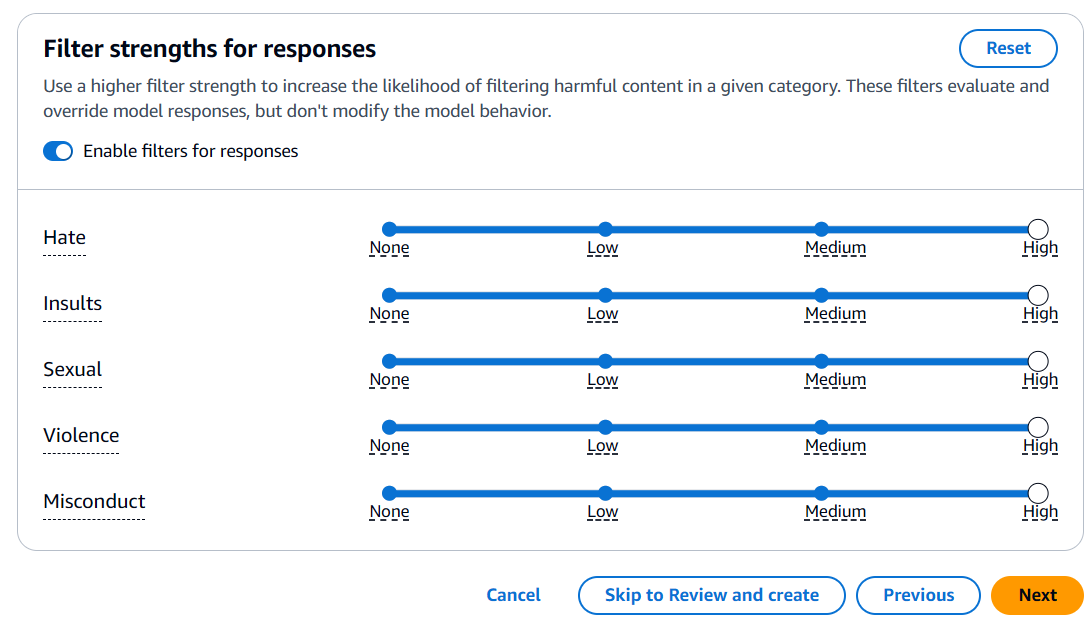 Filter strengths for responses
Reset
Use a higher filter strength to increase the likelihood of filtering harmful content in a given category. These filters evaluate and
override model responses, but don't modify the model behavior.
Enable filters for responses
Hate
None Low Medium High
Insults
None Low Medium High
Sexual
None Low Medium High
Violence
None Low Medium High
Misconduct
None Low Medium High
Cancel Skip to Review and create Previous Next